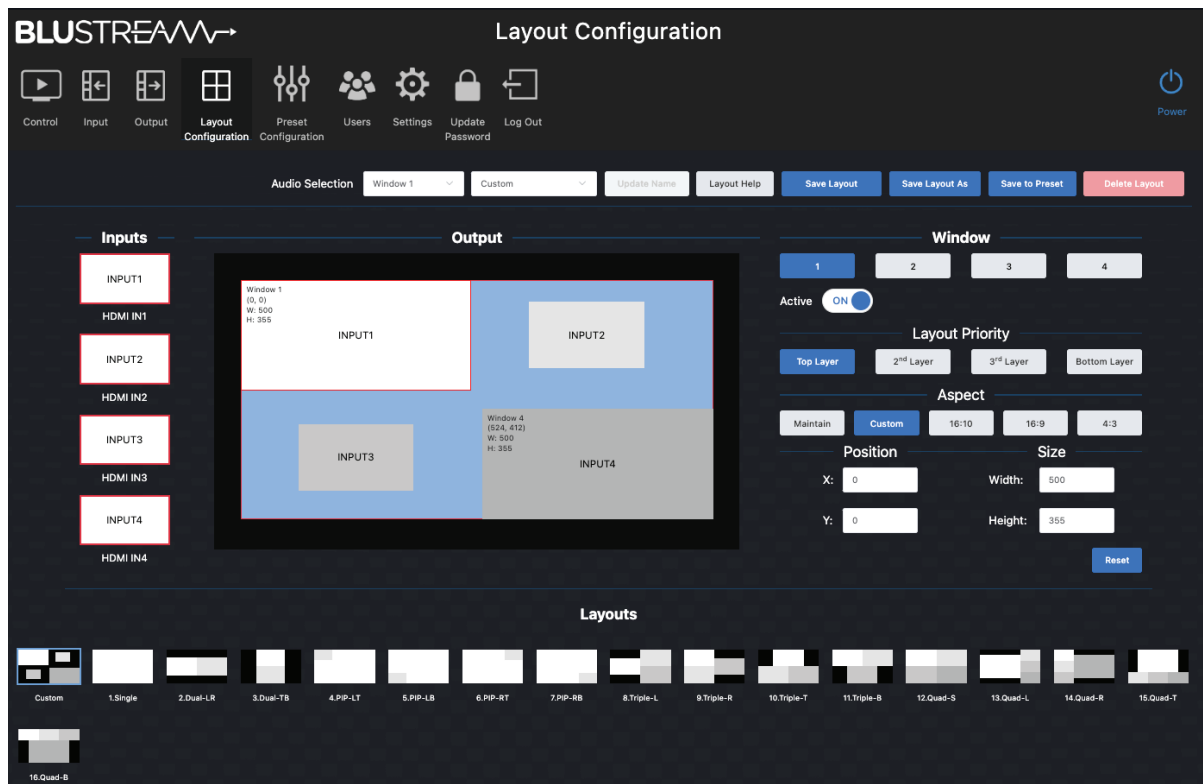 BLUSTREAM
Layout Configuration
Control
Input
Output
Layout
Configuration
Preset
Configuration
Users
Settings
Update
Password
Log Out
Power
Audio Selection
Window 1
Custom
Update Name
Layout Help
Save Layout
Save Layout As
Save to Preset
Delete Layout
Inputs
INPUT1
HDMI IN1
INPUT2
HDMI IN2
INPUT3
HDMI IN3
INPUT4
HDMI IN4
Output
Window 1
(0, 0)
W: 500
H: 355
INPUT1
INPUT2
INPUT3
Window 4
(524, 412)
W: 500
H: 355
INPUT4
Window
1 2 3 4
Active ON
Layout Priority
Top Layer 2nd Layer 3rd Layer Bottom Layer
Aspect
Maintain Custom 16:10 16:9 4:3
Position Size
X: 0 Width: 500
Y: 0 Height: 355
Reset
Layouts
Custom 1.Single 2.Dual-LR 3.Dual-TB 4.PIP-LT 5.PIP-LB 6.PIP-RT 7.PIP-RB 8.Triple-L 9.Triple-R 10.Triple-T 11.Triple-B 12.Quad-S 13.Quad-L 14.Quad-R 15.Quad-T
16.Quad-B